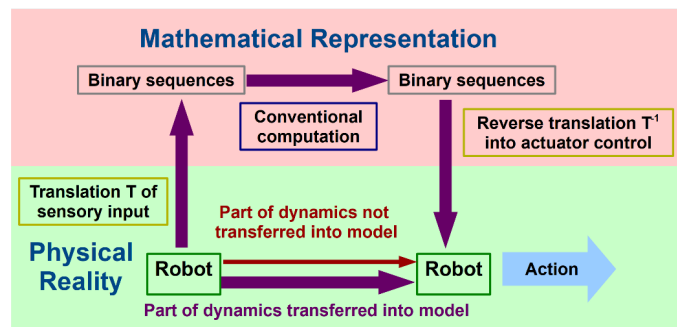 Mathematical Representation
Binary sequences
Binary sequences
Conventional
computation
Reverse translation T⁻¹
into actuator control
Translation T of
sensory input
Part of dynamics not
transferred into model
Physical
Reality
Robot
Robot
Action
Part of dynamics transferred into model